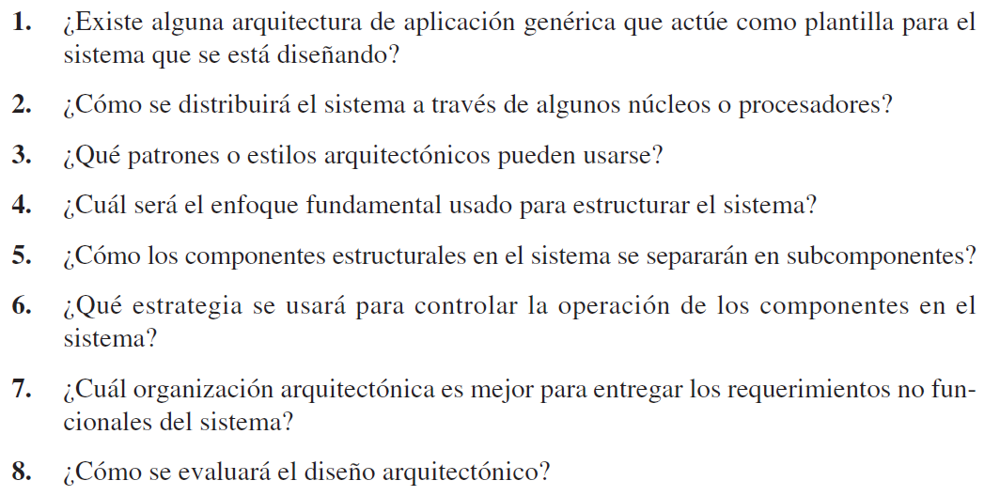 1. ¿Existe alguna arquitectura de aplicación genérica que actúe como plantilla para el
sistema que se está diseñando?
2. ¿Cómo se distribuirá el sistema a través de algunos núcleos o procesadores?
3. ¿Qué patrones o estilos arquitectónicos pueden usarse?
4. ¿Cuál será el enfoque fundamental usado para estructurar el sistema?
5. ¿Cómo los componentes estructurales en el sistema se separarán en subcomponentes?
6. ¿Qué estrategia se usará para controlar la operación de los componentes en el
sistema?
7. ¿Cuál organización arquitectónica es mejor para entregar los requerimientos no fun-
cionales del sistema?
8. ¿Cómo se evaluará el diseño arquitectónico?